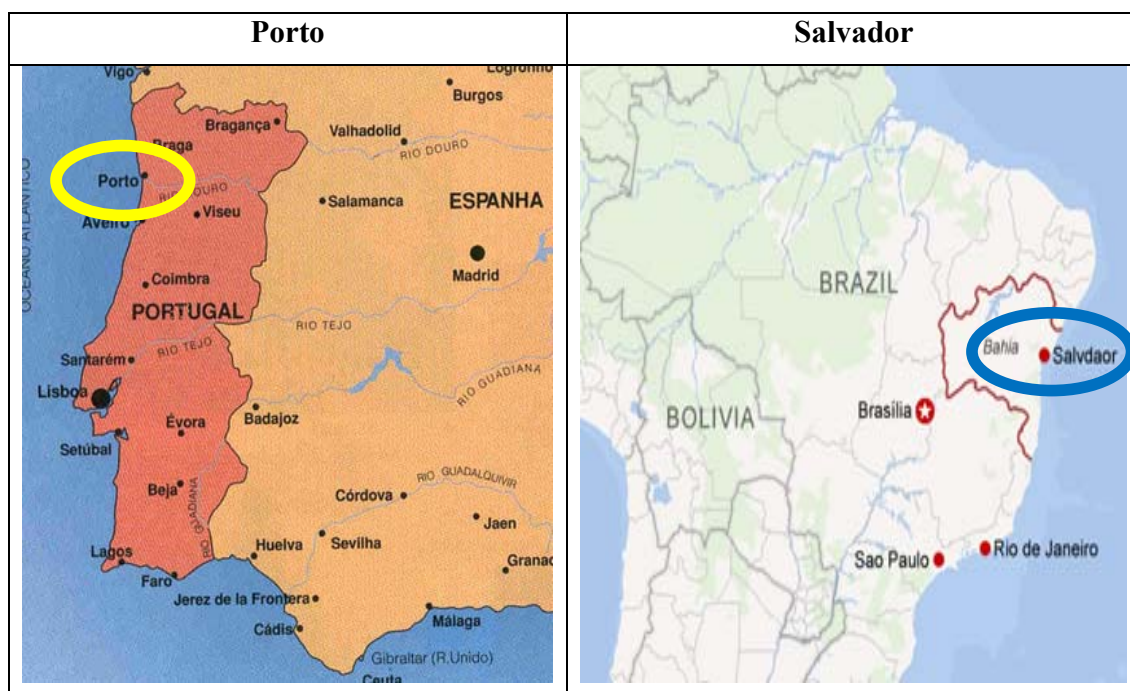 Porto
Salvador
Vigo
Logronho
Burgos
Bragança
Valhadolid
Braga
RIO DOURO
Porto
RIO DOURO
Salamanca
ESPANHA
Viseu
Aveiro
OCEANO ATLÂNTICO
Madrid
Coimbra
PORTUGAL
RIO TEJO
Santarém
RIO TEJO
Lisboa
RIO GUADIANA
Évora
Badajoz
Setúbal
RIO GUADALQUIVIR
Beja
Córdova
RIO GUADIANA
Jaen
Sevilha
Lagos
Huelva
Granad
Faro
Jerez de la Frontera
Cádis
Málaga
Gibraltar (R.Unido)
Ceuta
BRAZIL
Bahia
Salvdaor
Brasília
BOLIVIA
Sao Paulo
Rio de Janeiro